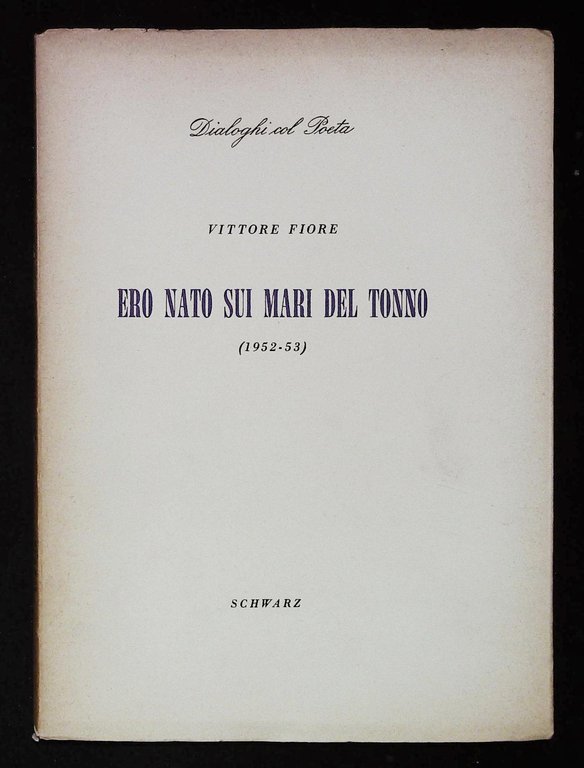 Dialoghi col Poeta
VITTORE FIORE
ERO NATO SUI MARI DEL TONNO
(1952-53)
SCHWARZ